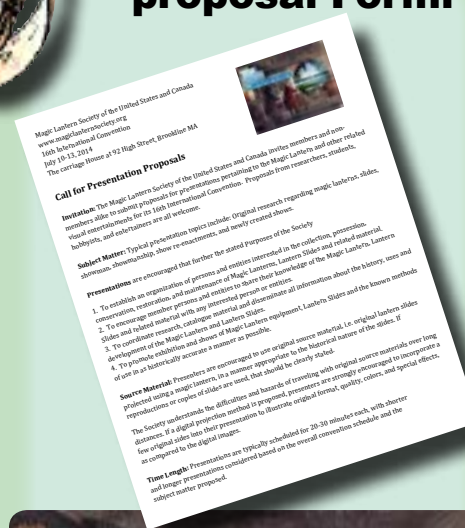 proposal Form.
Magic Lantern Society of the United States and Canada
www.magiclanternsociety.org
16th International Convention
July 10-13, 2014
The carriage House at 92 High Street, Brookline MA
Call for Presentation Proposals
Invitation: The Magic Lantern Society of the United States and Canada invites members and non-
members alike to submit proposals for presentations pertaining to the Magic Lantern and other related
visual entertainments for its 16th International Convention. Proposals from researchers, students,
hobbyists, and entertainers are all welcome.
Subject Matter: Typical presentation topics include: Original research regarding magic lanterns, slides,
showman, showmanship, show re-enactments, and newly created shows.
Presentations are encouraged that further the stated Purposes of the Society
1. To establish an organization of persons and entities interested in the collection, possession,
conservation, restoration, and maintenance of Magic Lanterns, Lantern Slides and related material.
2. To encourage member persons and entities to share their knowledge of the Magic Lantern, Lantern
Slides and related material with any interested person or entities.
3. To coordinate research, catalogue material and disseminate all information about the history, uses and
development of the Magic Lantern and Lantern Slides.
4. To promote exhibition and shows of Magic Lantern equipment, Lantern Slides and the known methods
of use in as historically accurate a manner as possible.
Source Material: Presenters are encouraged to use original source material, i.e. original lantern slides
projected using a magic lantern, in a manner appropriate to the historical nature of the slides. If
reproductions or copies of slides are used, that should be clearly stated.
The Society understands the difficulties and hazards of traveling with original source materials over long
distances. If a digital projection method is proposed, presenters are strongly encouraged to incorporate a
few original sides into their presentation to illustrate original format, quality, colors, and special effects,
as compared to the digital images.
Time Length: Presentations are typically scheduled for 20-30 minutes each, with shorter
and longer presentations considered based on the overall convention schedule and the
subject matter proposed.